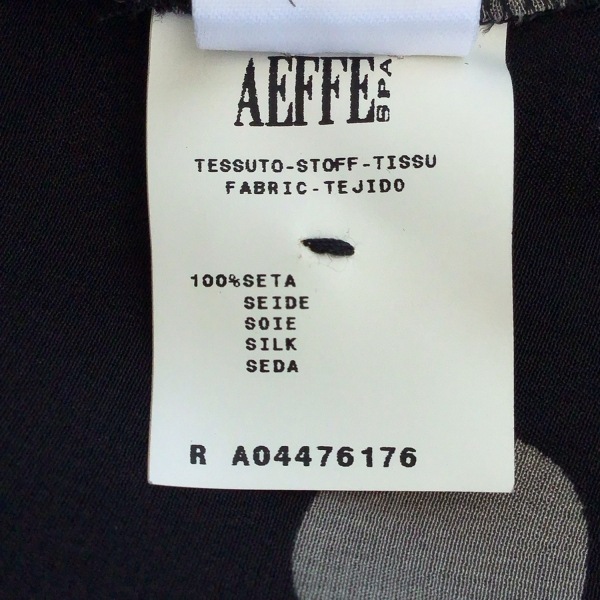 AEFFE SPA
TESSUTO-STOFF-TISSU
FABRIC-TEJIDO
100%SETA
SEIDE
SOIE
SILK
SEDA
R A04476176